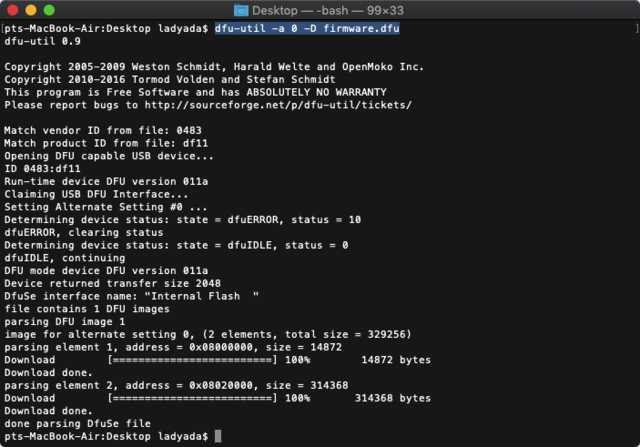 Desktop — -bash — 99×33
[pts-MacBook-Air:Desktop ladyada$ dfu-util -a 0 -D firmware.dfu ]
dfu-util 0.9
Copyright 2005-2009 Weston Schmidt, Harald Welte and OpenMoko Inc.
Copyright 2010-2016 Tormod Volden and Stefan Schmidt
This program is Free Software and has ABSOLUTELY NO WARRANTY
Please report bugs to http://sourceforge.net/p/dfu-util/tickets/
Match vendor ID from file: 0483
Match product ID from file: df11
Opening DFU capable USB device...
ID 0483:df11
Run-time device DFU version 011a
Claiming USB DFU Interface...
Setting Alternate Setting #0 ...
Determining device status: state = dfuERROR, status = 10
dfuERROR, clearing status
Determining device status: state = dfuIDLE, status = 0
dfuIDLE, continuing
DFU mode device DFU version 011a
Device returned transfer size 2048
DfuSe interface name: "Internal Flash  "
file contains 1 DFU images
parsing DFU image 1
image for alternate setting 0, (2 elements, total size = 329256)
parsing element 1, address = 0x08000000, size = 14872
Download        [=========================] 100%        14872 bytes
Download done.
parsing element 2, address = 0x08020000, size = 314368
Download        [=========================] 100%       314368 bytes
Download done.
done parsing DfuSe file
pts-MacBook-Air:Desktop ladyada$